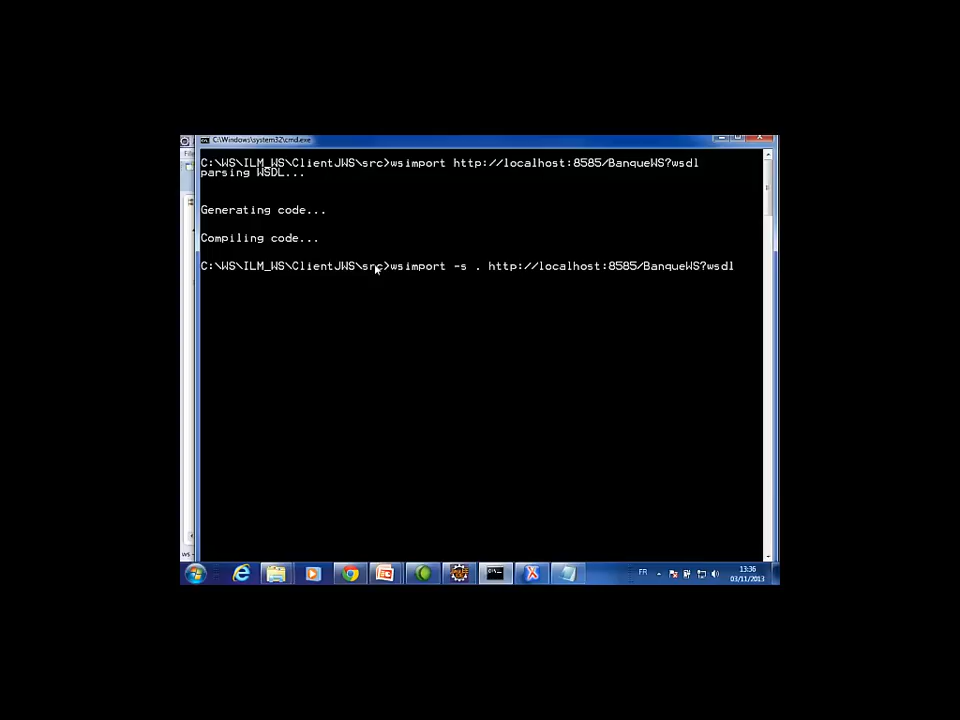 C:\Windows\system32\cmd.exe
C:\WS\ILM_WS\ClientJWS\src>wsimport http://localhost:8585/BanqueWS?wsdl
parsing WSDL...
Generating code...
Compiling code...
C:\WS\ILM_WS\ClientJWS\src>wsimport -s . http://localhost:8585/BanqueWS?wsdl
ws
FR
13:36
03/11/2013